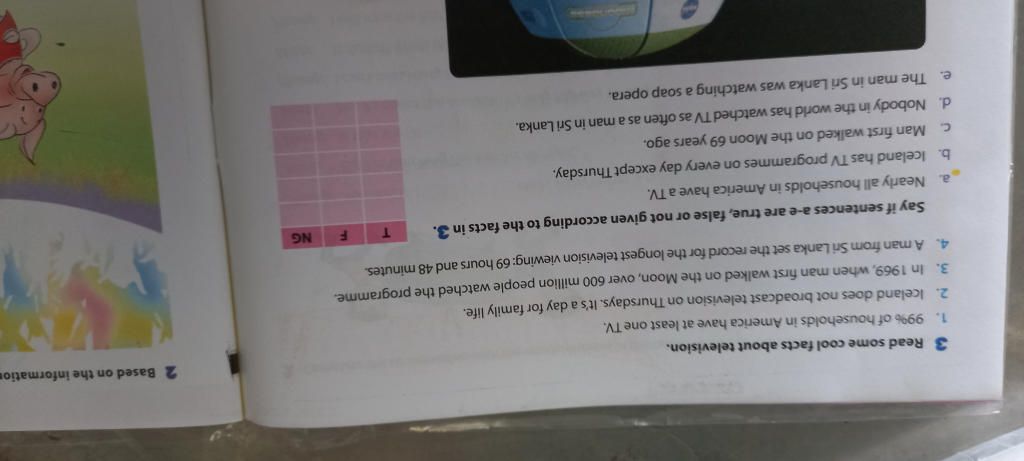 3 Read some cool facts about television.
1. 99% of households in America have at least one TV.
2. Iceland does not broadcast television on Thursdays. It's a day for family life.
3. In 1969, when man first walked on the Moon, over 600 million people watched the programme.
4. A man from Sri Lanka set the record for the longest television viewing: 69 hours and 48 minutes.
Say if sentences a-e are true, false or not given according to the facts in 3.
T F NG
a. Nearly all households in America have a TV.
b. Iceland has TV programmes on every day except Thursday.
c. Man first walked on the Moon 69 years ago.
d. Nobody in the world has watched TV as often as a man in Sri Lanka.
e. The man in Sri Lanka was watching a soap opera.
2 Based on the information